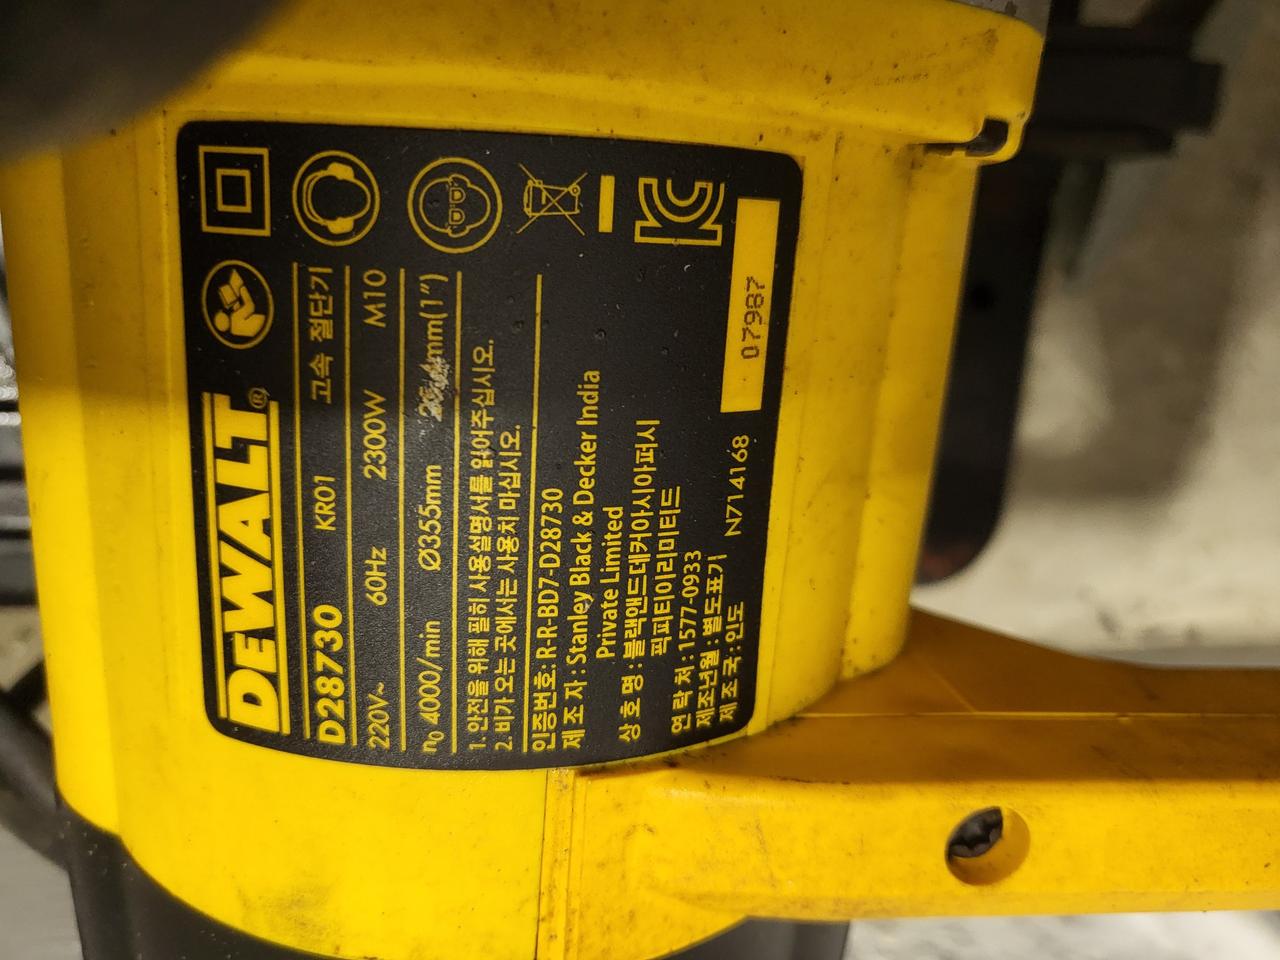 DEWALT®
D28730 KR01 고속 절단기
220V~ 60Hz 2300W M10
n0 4000/min Ø355mm 25.4mm(1")
1. 안전을 위해 필히 사용설명서를 읽어주십시오.
2. 비가 오는 곳에서는 사용치 마십시오.
인증번호: R-R-BD7-D28730
제 조 자 : Stanley Black & Decker India
Private Limited
상 호 명 : 블랙앤드데커아시아퍼시
픽피티이리미티드
연 락 처 : 1577-0933
제조년월 : 별도표기
제 조 국 : 인도
N714168
07987